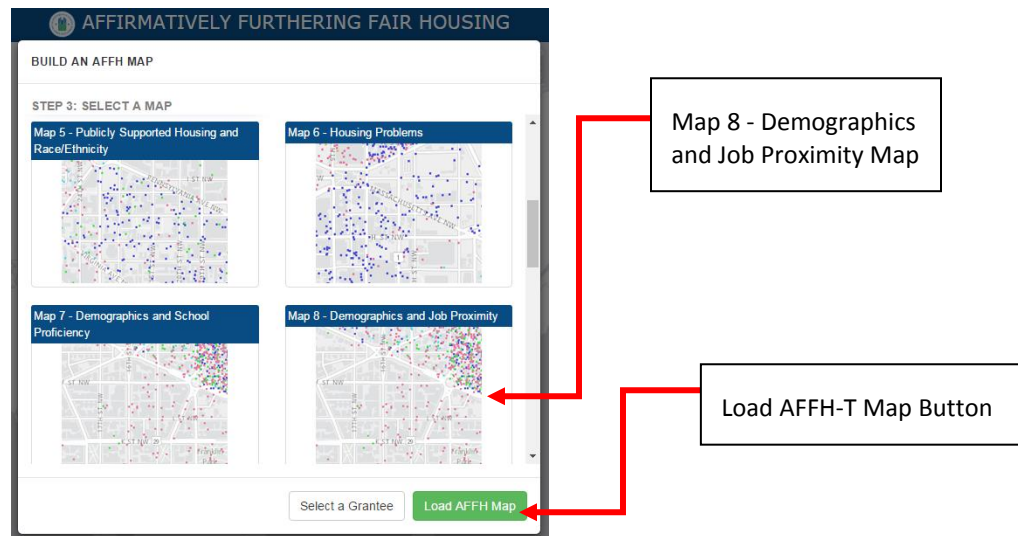 AFFIRMATIVELY FURTHERING FAIR HOUSING
BUILD AN AFFH MAP
STEP 3: SELECT A MAP
Map 5 - Publicly Supported Housing and
Race/Ethnicity
Map 6 - Housing Problems
Map 7 - Demographics and School
Proficiency
Map 8 - Demographics and Job Proximity
Select a Grantee
Load AFFH Map
Map 8 - Demographics
and Job Proximity Map
Load AFFH-T Map Button